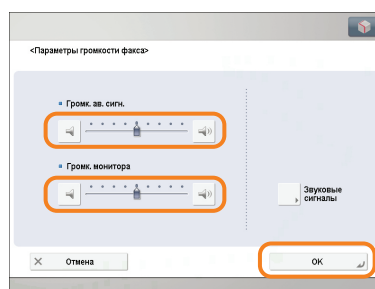 <Параметры громкости факса>
Громк. ав. сигн.
Громк. монитора
Звуковые
сигналы
Отмена
OK